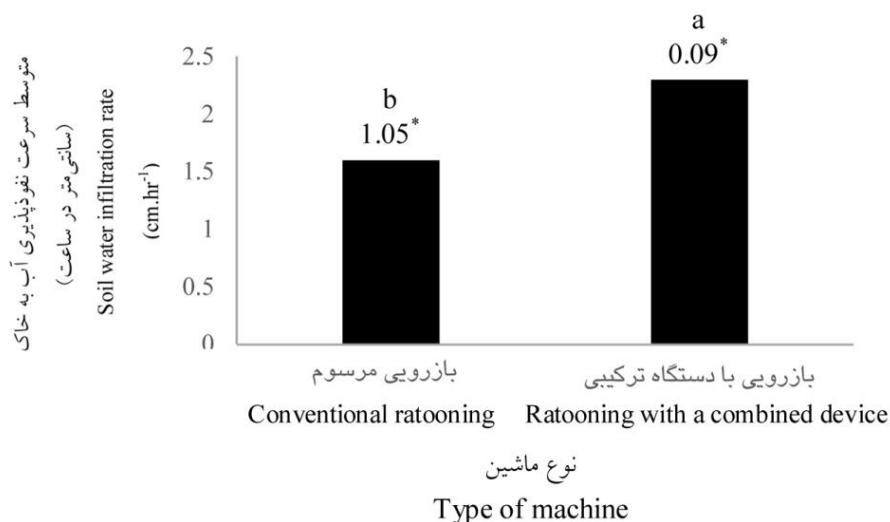 متوسط سرعت نفوذپذیری آب به خاک
(سانتی‌متر در ساعت)
Soil water infiltration rate
(cm.hr⁻¹)
2.5
2
1.5
1
0.5
0
b
1.05*
a
0.09*
بازرویی مرسوم
بازرویی با دستگاه ترکیبی
Conventional ratooning
Ratooning with a combined device
نوع ماشین
Type of machine